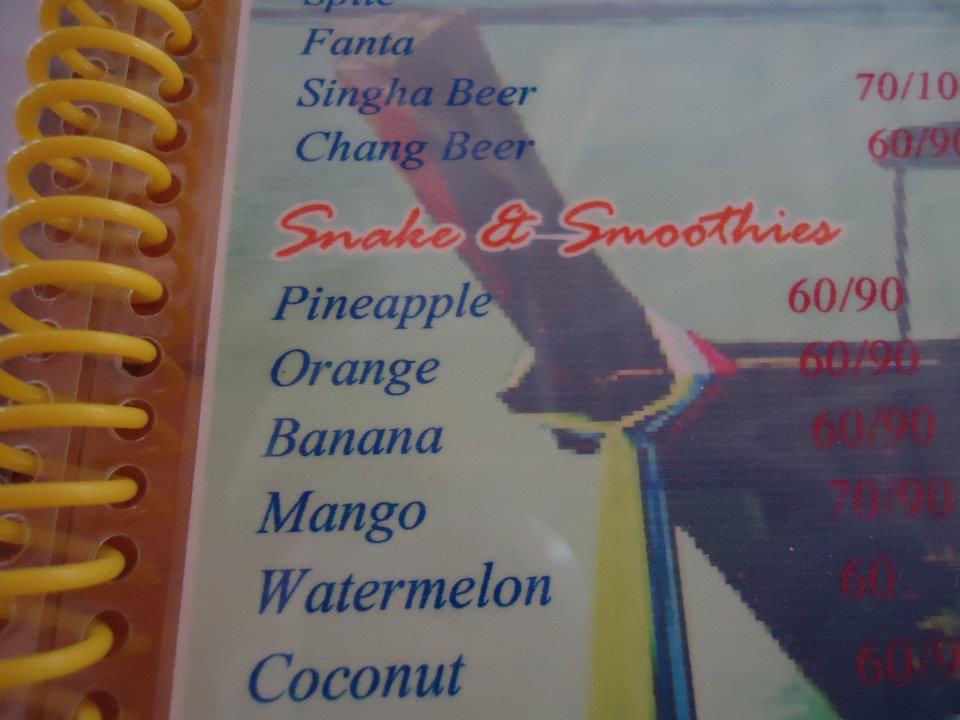 Fanta
Singha Beer 70/10
Chang Beer 60/90
Snake & Smoothies
Pineapple 60/90
Orange 60/90
Banana 60/90
Mango 70/90
Watermelon 60
Coconut 60/9